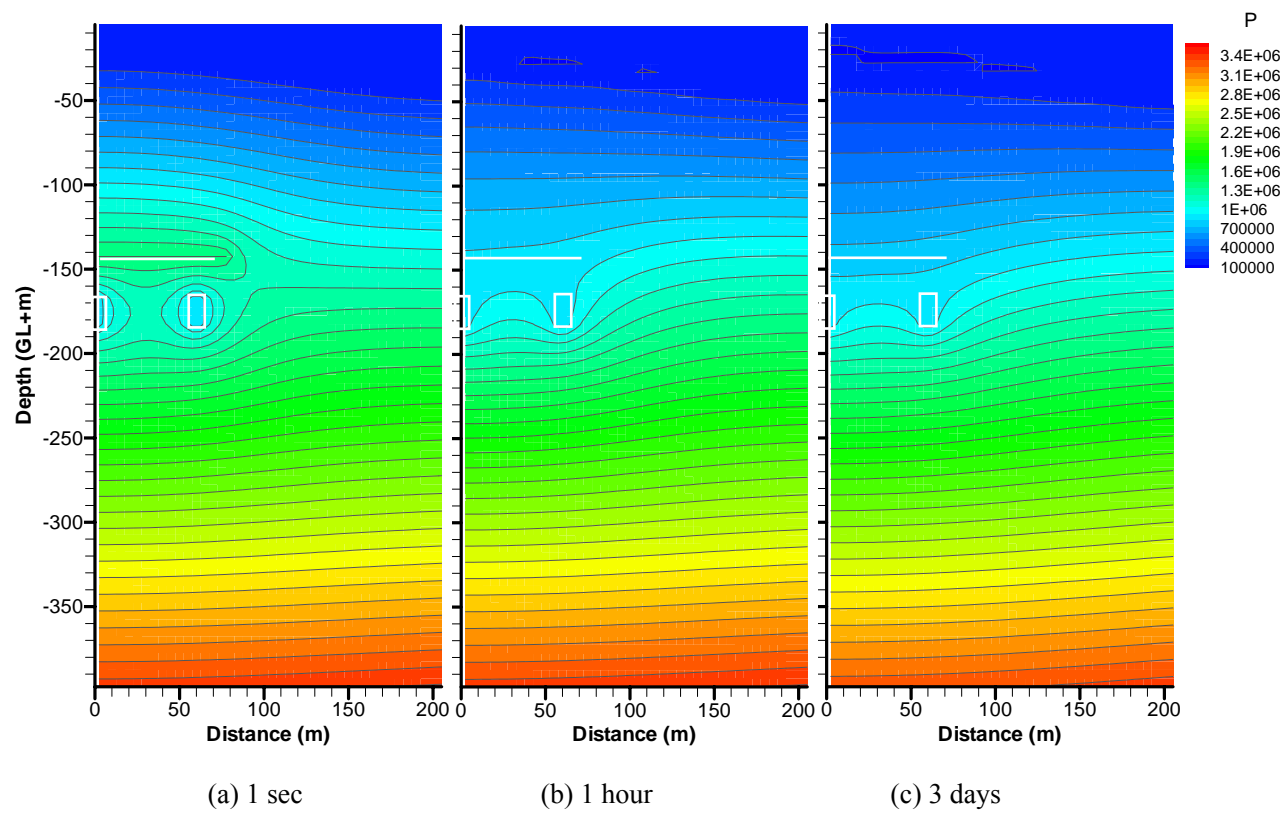 P
3.4E+06
3.1E+06
2.8E+06
2.5E+06
2.2E+06
1.9E+06
1.6E+06
1.3E+06
1E+06
700000
400000
100000
Depth (GL+m)
-50
-100
-150
-200
-250
-300
-350
0 50 100 150 200
0 50 100 150 200
0 50 100 150 200
Distance (m) Distance (m) Distance (m)
(a) 1 sec (b) 1 hour (c) 3 days